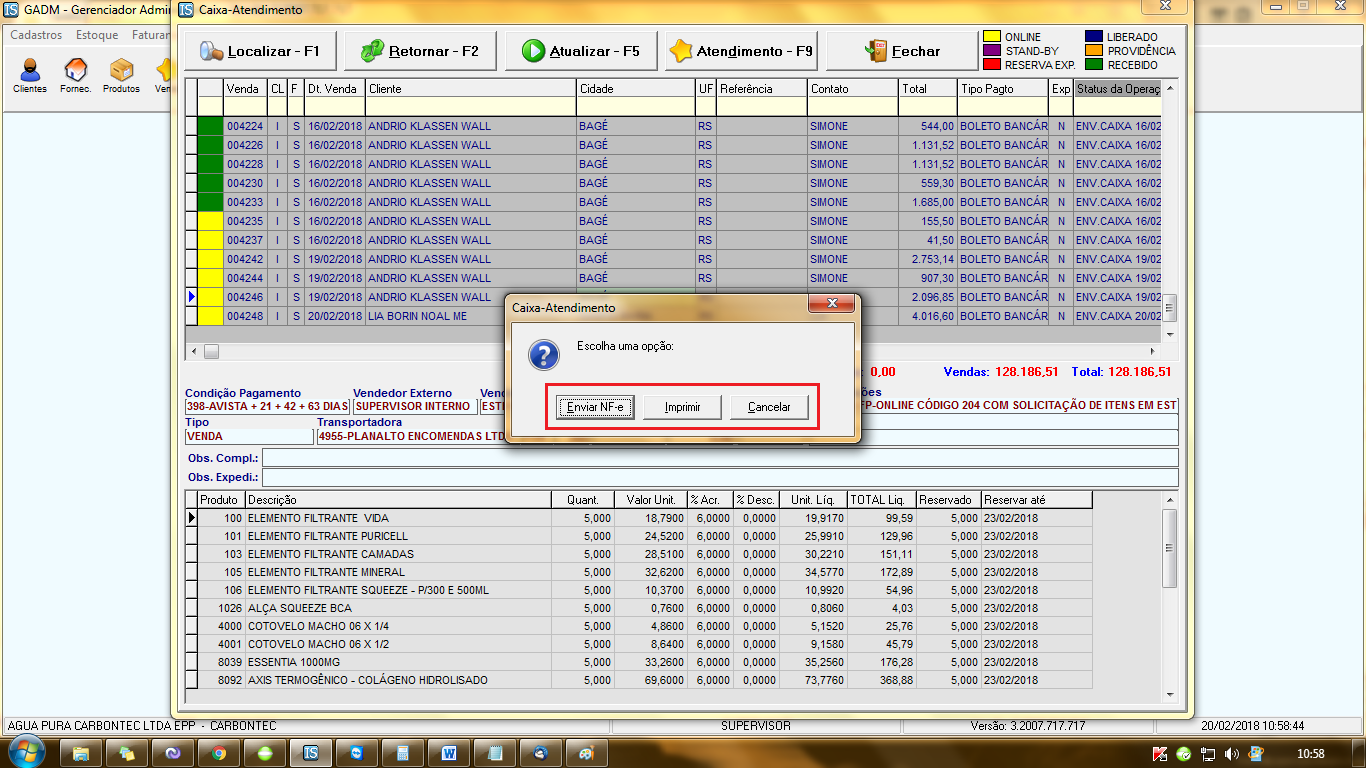 GADM - Gerenciador Admin
Caixa-Atendimento
Cadastros Estoque Faturar
Clientes Fornec. Produtos Ven
Localizar - F1 Retornar - F2 Atualizar - F5 Atendimento - F9 Fechar
ONLINE LIBERADO
STAND-BY PROVIDÊNCIA
RESERVA EXP. RECEBIDO
Venda CL F Dt. Venda Cliente Cidade UF Referência Contato Total Tipo Pagto Exp Status da Operaç
004224 I S 16/02/2018 ANDRIO KLASSEN WALL BAGÉ RS SIMONE 544,00 BOLETO BANCÁR N ENV.CAIXA 16/02
004226 I S 16/02/2018 ANDRIO KLASSEN WALL BAGÉ RS SIMONE 1.131,52 BOLETO BANCÁR N ENV.CAIXA 16/02
004228 I S 16/02/2018 ANDRIO KLASSEN WALL BAGÉ RS SIMONE 1.131,52 BOLETO BANCÁR N ENV.CAIXA 16/02
004230 I S 16/02/2018 ANDRIO KLASSEN WALL BAGÉ RS SIMONE 559,30 BOLETO BANCÁR N ENV.CAIXA 16/02
004233 I S 16/02/2018 ANDRIO KLASSEN WALL BAGÉ RS SIMONE 1.685,00 BOLETO BANCÁR N ENV.CAIXA 16/02
004235 I S 16/02/2018 ANDRIO KLASSEN WALL BAGÉ RS SIMONE 155,50 BOLETO BANCÁR N ENV.CAIXA 16/02
004237 I S 16/02/2018 ANDRIO KLASSEN WALL BAGÉ RS SIMONE 41,50 BOLETO BANCÁR N ENV.CAIXA 16/02
004242 I S 19/02/2018 ANDRIO KLASSEN WALL BAGÉ RS SIMONE 2.753,14 BOLETO BANCÁR N ENV.CAIXA 19/02
004244 I S 19/02/2018 ANDRIO KLASSEN WALL BAGÉ RS SIMONE 907,30 BOLETO BANCÁR N ENV.CAIXA 19/02
004246 I S 19/02/2018 ANDRIO KLASSEN WALL 2.096,85 BOLETO BANCÁR N ENV.CAIXA 19/02
004248 I S 20/02/2018 LIA BORIN NOAL ME 4.016,60 BOLETO BANCÁR N ENV.CAIXA 20/02
Caixa-Atendimento
Escolha uma opção:
Enviar NF-e Imprimir Cancelar
0,00 Vendas: 128.186,51 Total: 128.186,51
Condição Pagamento Vendedor Externo Ven ões
398-AVISTA + 21 + 42 + 63 DIAS SUPERVISOR INTERNO EST FP-ONLINE CÓDIGO 204 COM SOLICITAÇÃO DE ITENS EM EST
Tipo Transportadora
VENDA 4955-PLANALTO ENCOMENDAS LTD
Obs. Compl.:
Obs. Expedi.:
Produto Descrição Quant. Valor Unit. % Acr. % Desc. Unit. Líq. TOTAL Liq. Reservado Reservar até
100 ELEMENTO FILTRANTE VIDA 5,000 18,7900 6,0000 0,0000 19,9170 99,59 5,000 23/02/2018
101 ELEMENTO FILTRANTE PURICELL 5,000 24,5200 6,0000 0,0000 25,9910 129,96 5,000 23/02/2018
103 ELEMENTO FILTRANTE CAMADAS 5,000 28,5100 6,0000 0,0000 30,2210 151,11 5,000 23/02/2018
105 ELEMENTO FILTRANTE MINERAL 5,000 32,6200 6,0000 0,0000 34,5770 172,89 5,000 23/02/2018
106 ELEMENTO FILTRANTE SQUEEZE - P/300 E 500ML 5,000 10,3700 6,0000 0,0000 10,9920 54,96 5,000 23/02/2018
1026 ALÇA SQUEEZE BCA 5,000 0,7600 6,0000 0,0000 0,8060 4,03 5,000 23/02/2018
4000 COTOVELO MACHO 06 X 1/4 5,000 4,8600 6,0000 0,0000 5,1520 25,76 5,000 23/02/2018
4001 COTOVELO MACHO 06 X 1/2 5,000 8,6400 6,0000 0,0000 9,1580 45,79 5,000 23/02/2018
8039 ESSENTIA 1000MG 5,000 33,2600 6,0000 0,0000 35,2560 176,28 5,000 23/02/2018
8092 AXIS TERMOGÊNICO - COLÁGENO HIDROLISADO 5,000 69,6000 6,0000 0,0000 73,7760 368,88 5,000 23/02/2018
AGUA PURA CARBONTEC LTDA EPP - CARBONTEC SUPERVISOR Versão: 3.2007.717.717 20/02/2018 10:58:44
10:58